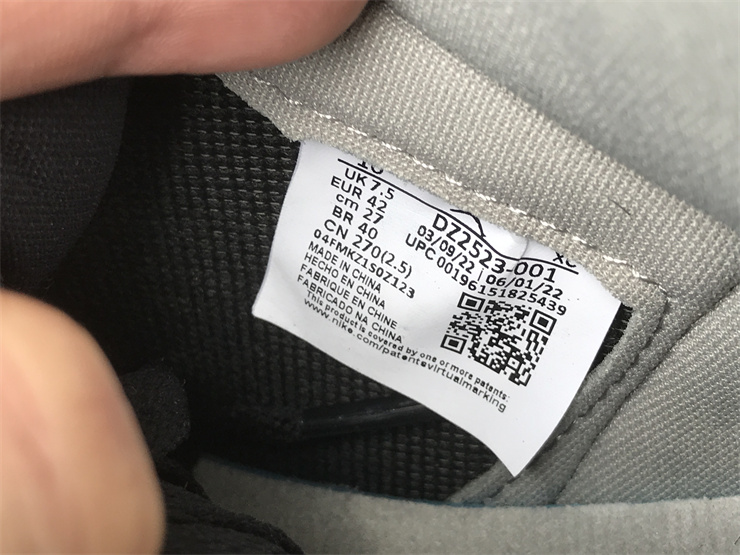 UK 7.5
EUR 42
cm 27
BR 40
CN 270(2.5)
04FMKZ1S0Z123
MADE IN CHINA
HECHO EN CHINA
FABRIQUE EN CHINE
FABRICADO NA CHINA
This product is covered by one or more patents:
www.nike.com/patentsvirtualmarking
DZ2523-001
03/09/22 | 06/01/22
UPC 00196151825439